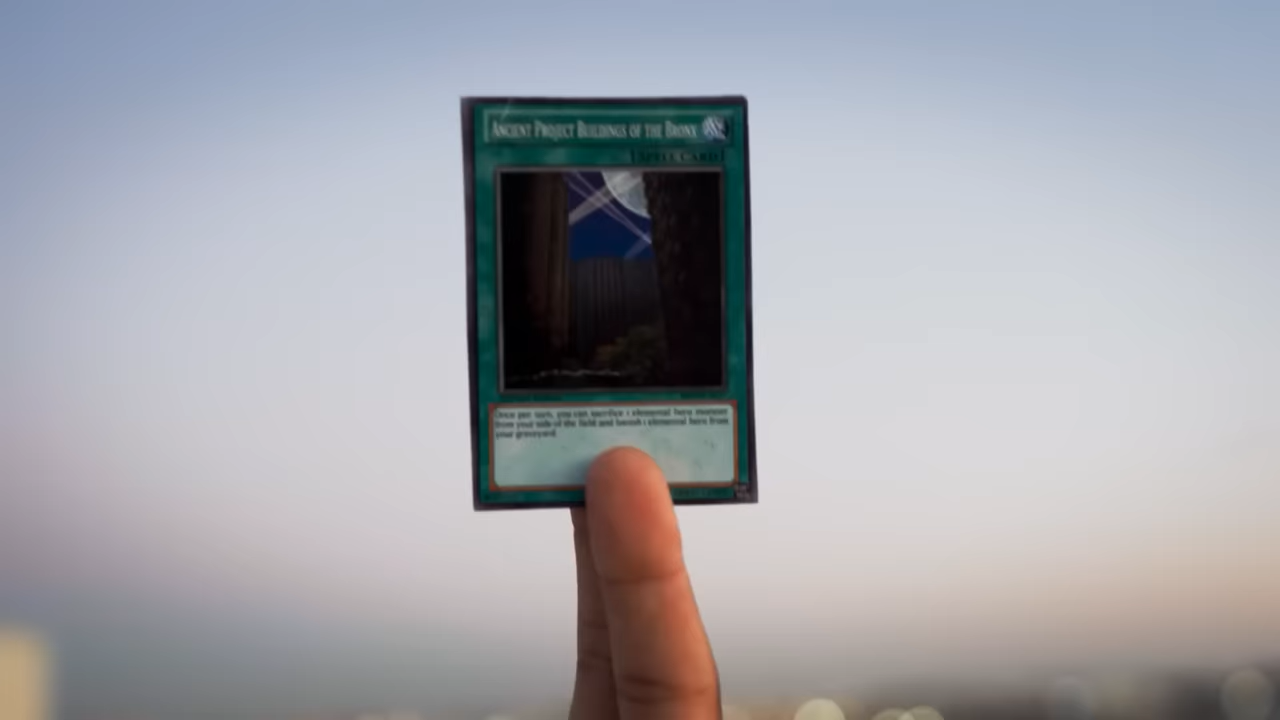 ANCIENT PROJECT BUILDINGS OF THE BRONX
[SPELL CARD]
Once per turn, you can sacrifice 1 elemental hero monster
from your side of the field and banish 1 elemental hero from
your graveyard